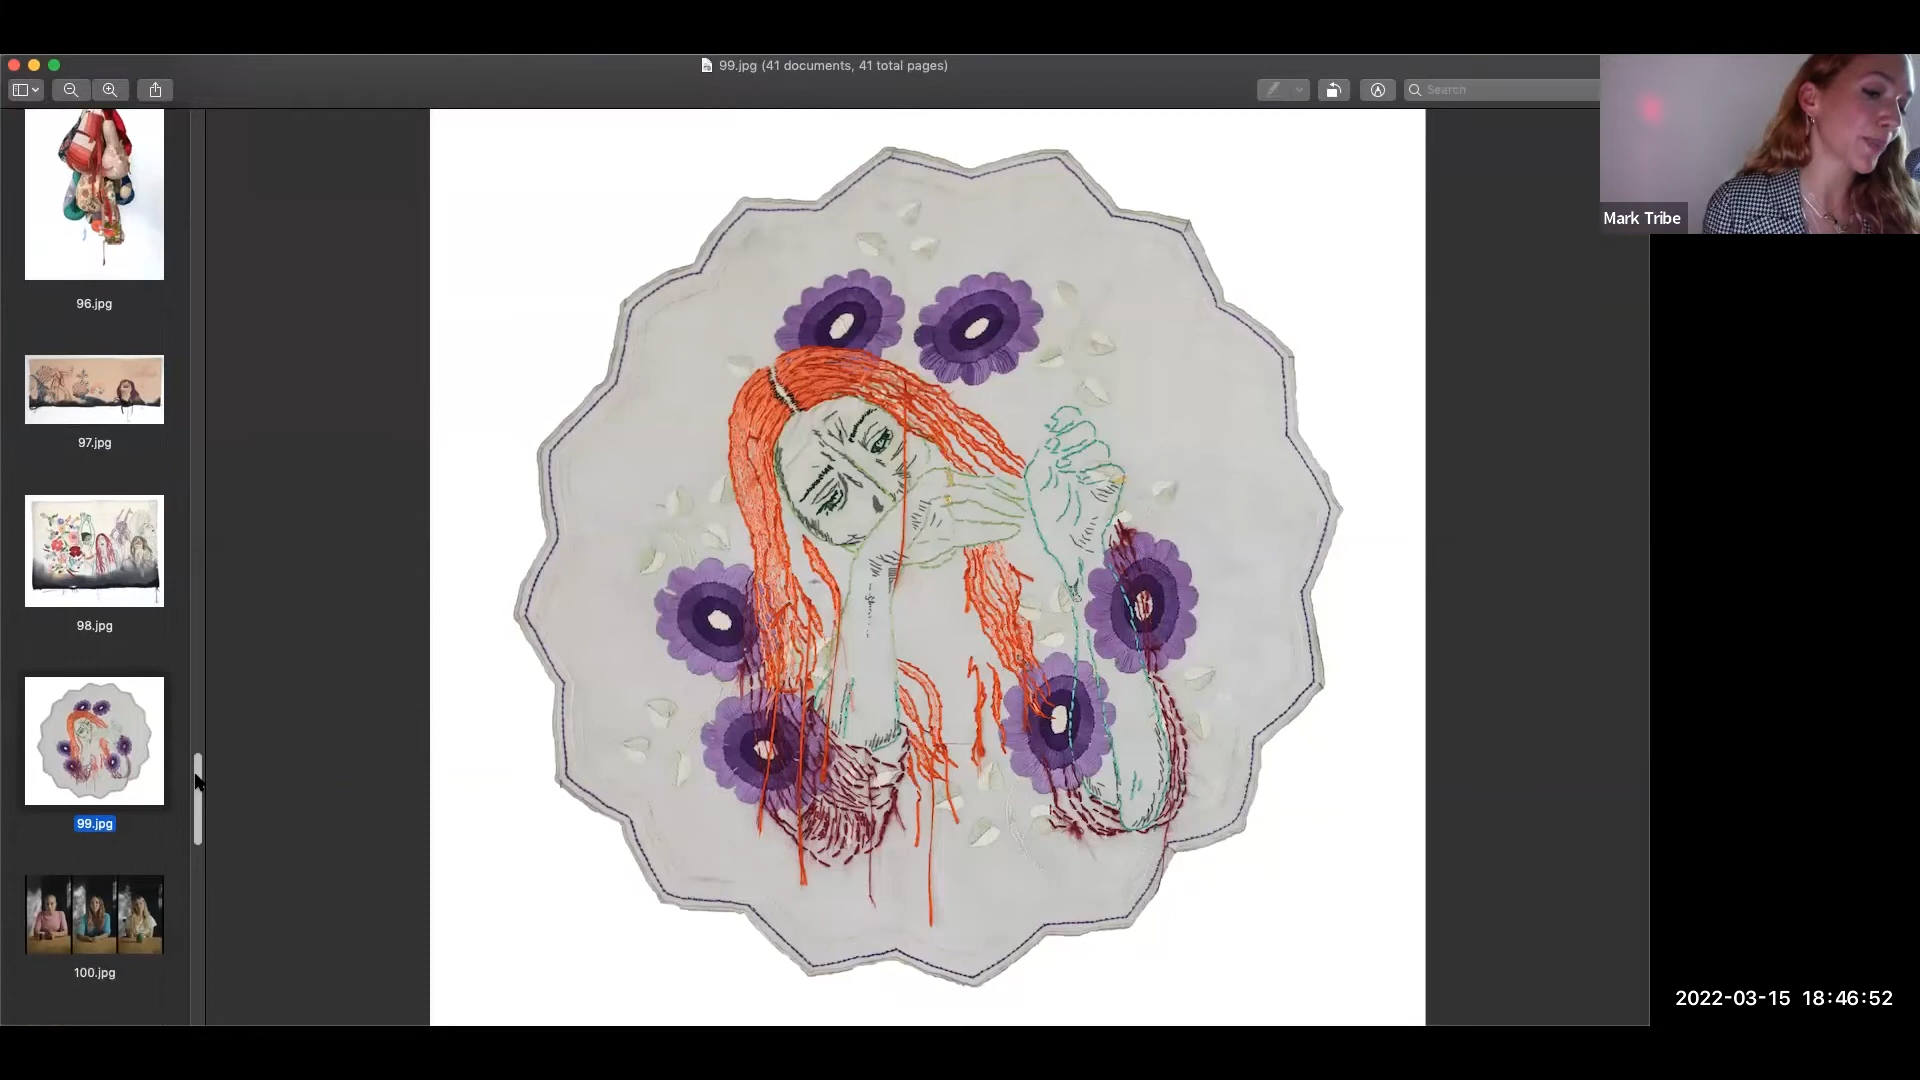 99.jpg (41 documents, 41 total pages)
Search
Mark Tribe
96.jpg
97.jpg
98.jpg
99.jpg
100.jpg
2022-03-15 18:46:52